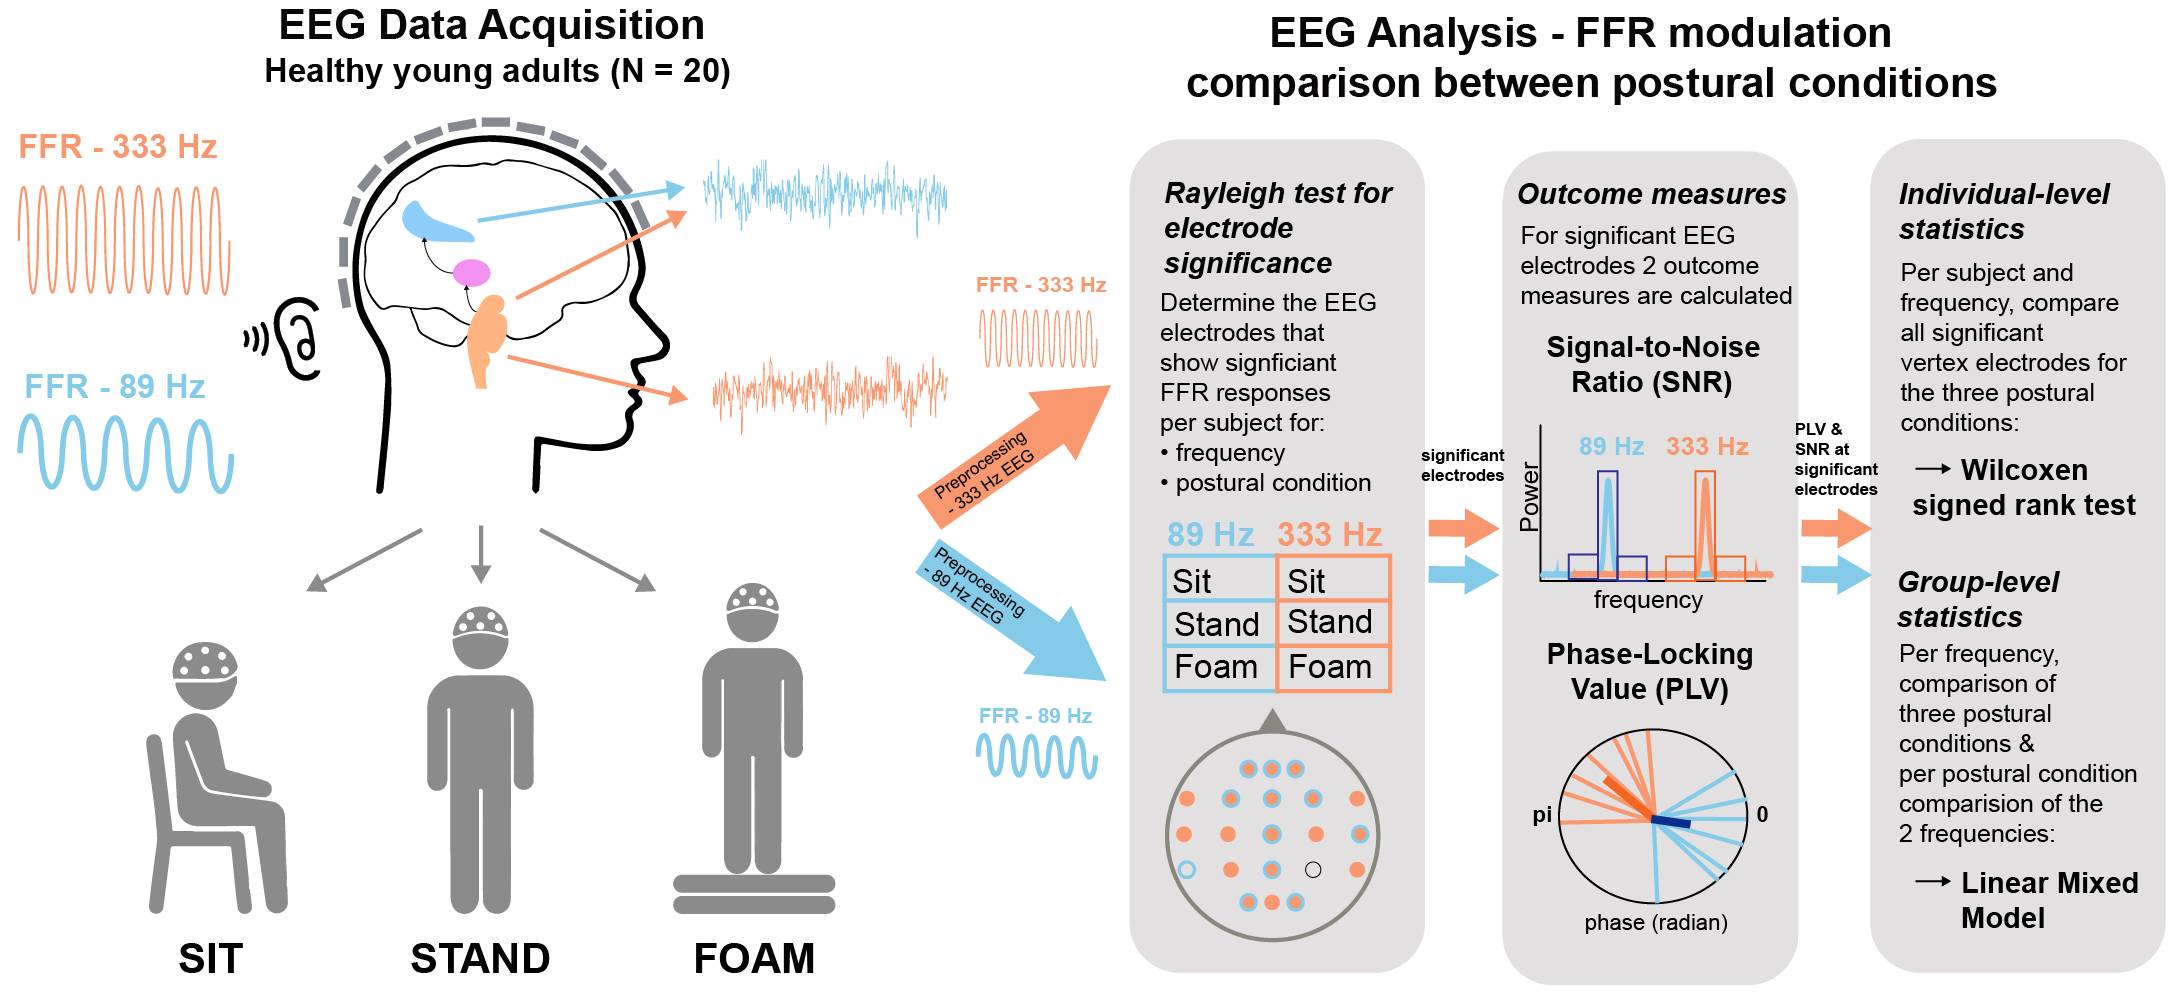 EEG Data Acquisition
Healthy young adults (N = 20)
FFR - 333 Hz
FFR - 89 Hz
SIT
STAND
FOAM
FFR - 333 Hz
Preprocessing
- 333 Hz EEG
Preprocessing
- 89 Hz EEG
FFR - 89 Hz
EEG Analysis - FFR modulation
comparison between postural conditions
Rayleigh test for
electrode
significance
Determine the EEG
electrodes that
show signficiant
FFR responses
per subject for:
• frequency
• postural condition
89 Hz 333 Hz
Sit Sit
Stand Stand
Foam Foam
significant
electrodes
Outcome measures
For significant EEG
electrodes 2 outcome
measures are calculated
Signal-to-Noise
Ratio (SNR)
89 Hz 333 Hz
Power
frequency
Phase-Locking
Value (PLV)
pi
0
phase (radian)
PLV &
SNR at
significant
electrodes
Individual-level
statistics
Per subject and
frequency, compare
all significant
vertex electrodes for
the three postural
conditions:
→ Wilcoxen
signed rank test
Group-level
statistics
Per frequency,
comparison of
three postural
conditions &
per postural condition
comparision of the
2 frequencies:
→ Linear Mixed
Model